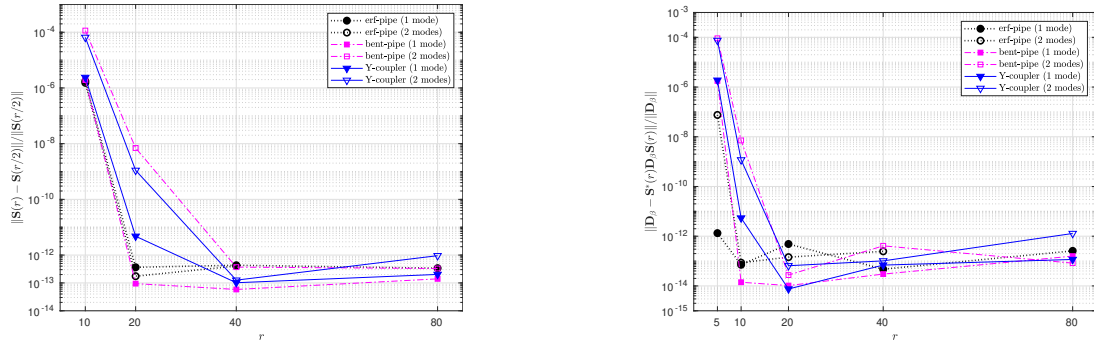 10^-4
10^-6
10^-8
10^-10
10^-12
10^-13
10^-14
10
20
40
80
r
||S(r) − S(r/2)||/||S(r/2)||
erf-pipe (1 mode)
erf-pipe (2 modes)
bent-pipe (1 mode)
bent-pipe (2 modes)
Y-coupler (1 mode)
Y-coupler (2 modes)
10^-4
10^-6
10^-8
10^-10
10^-12
10^-13
10^-14
10^-15
5
10
20
40
80
r
||D_β − S*(r)D_βS(r)||/||D_β||
erf-pipe (1 mode)
erf-pipe (2 modes)
bent-pipe (1 mode)
bent-pipe (2 modes)
Y-coupler (1 mode)
Y-coupler (2 modes)